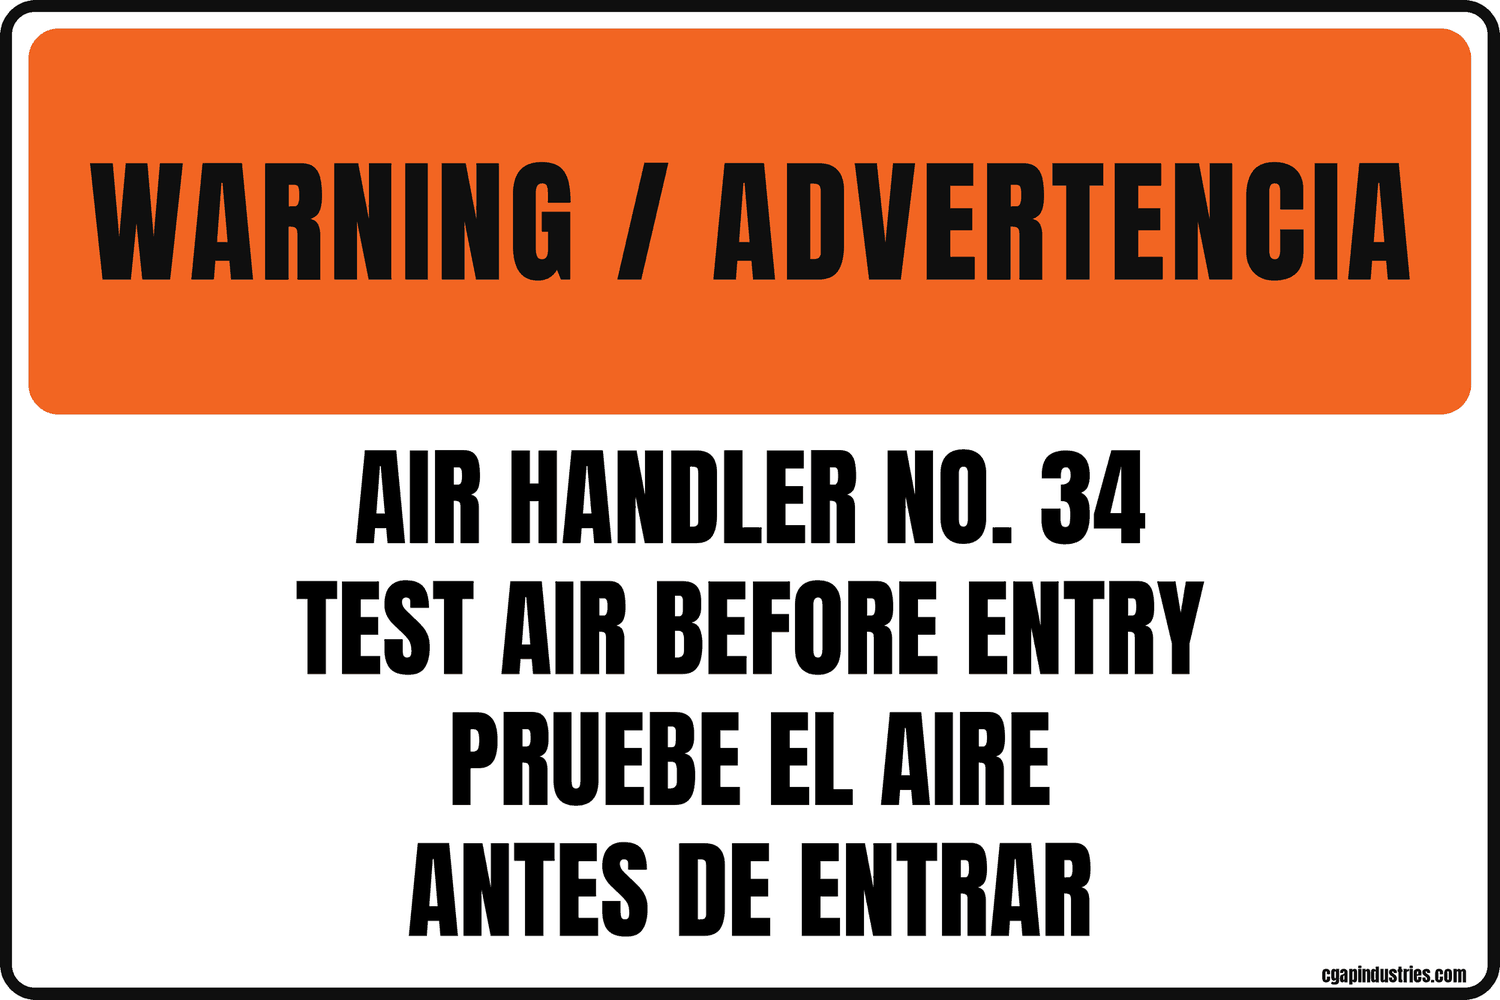 WARNING / ADVERTENCIA
AIR HANDLER NO. 34
TEST AIR BEFORE ENTRY
PRUEBE EL AIRE
ANTES DE ENTRAR
cgapindustries.com